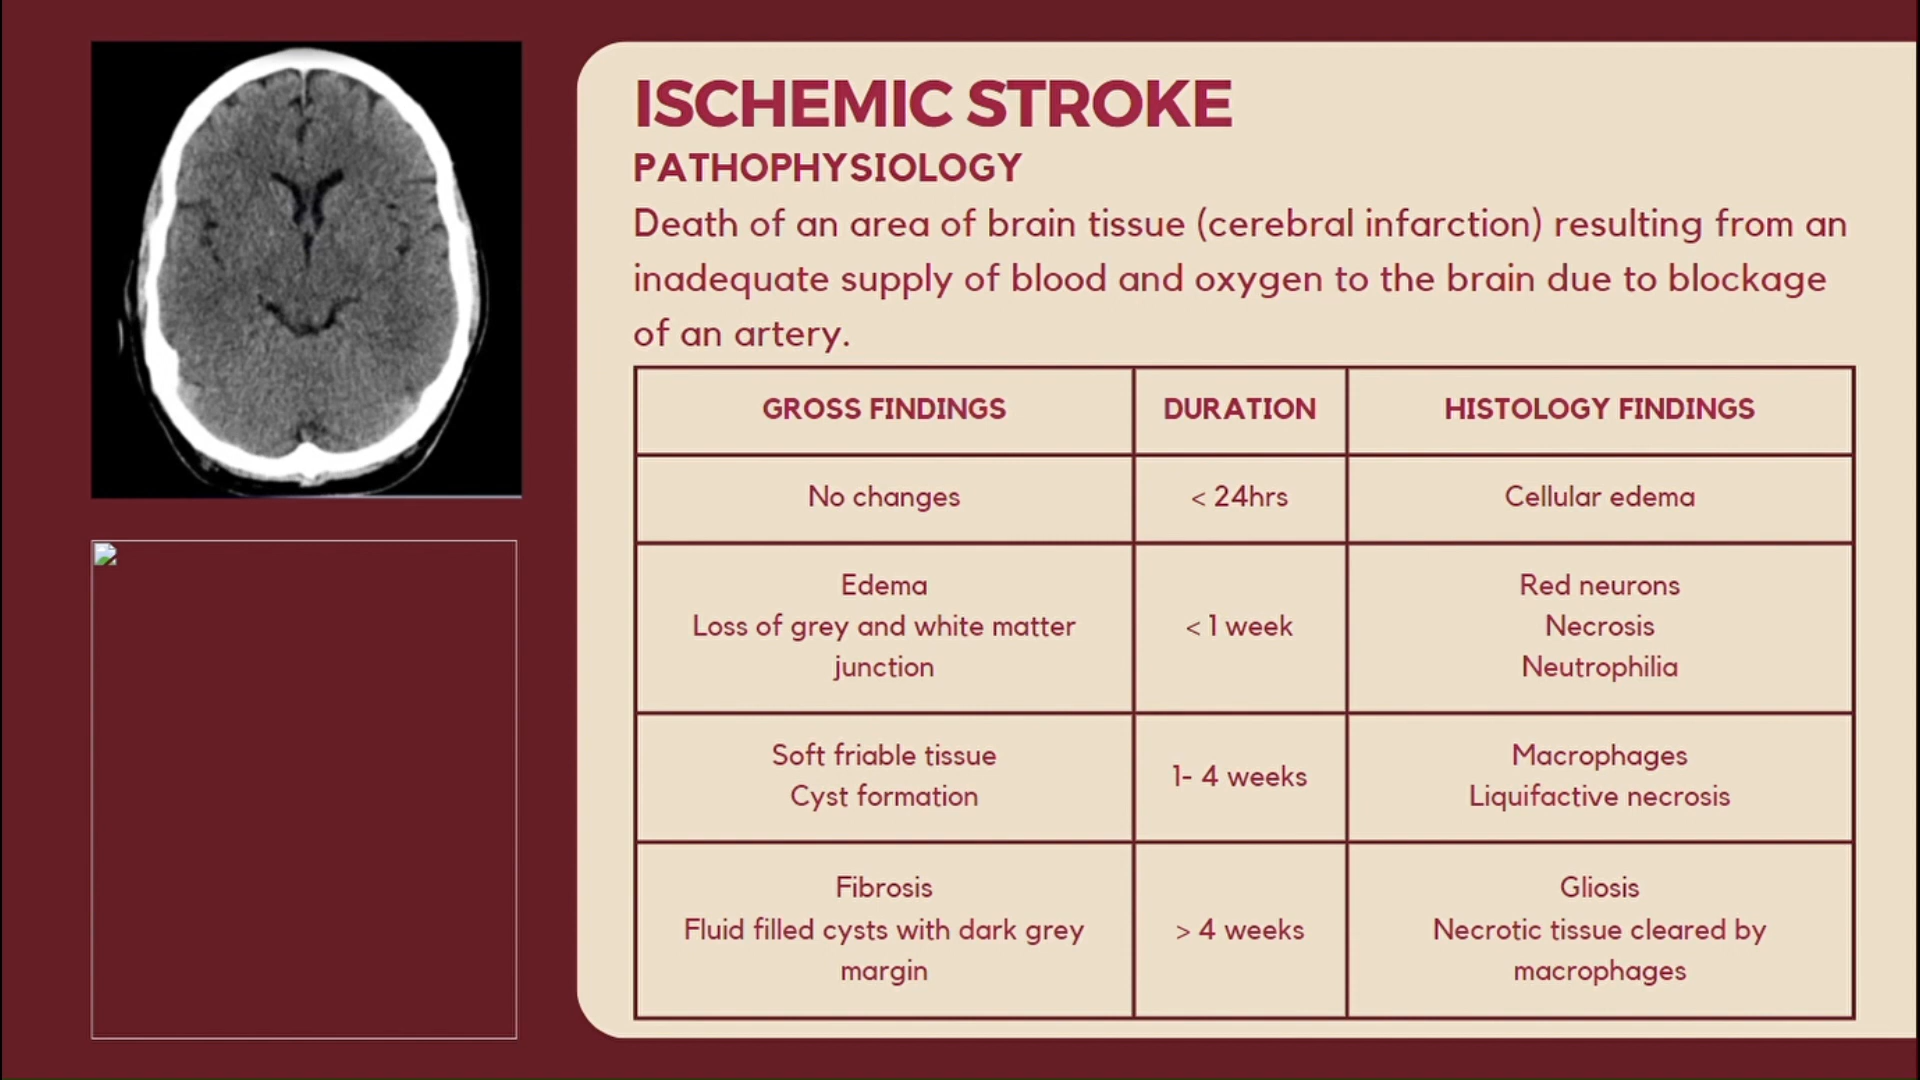 ISCHEMIC STROKE
PATHOPHYSIOLOGY
Death of an area of brain tissue (cerebral infarction) resulting from an
inadequate supply of blood and oxygen to the brain due to blockage
of an artery.
GROSS FINDINGS
DURATION
HISTOLOGY FINDINGS
No changes
< 24hrs
Cellular edema
Edema
Loss of grey and white matter
junction
< 1 week
Red neurons
Necrosis
Neutrophilia
Soft friable tissue
Cyst formation
1- 4 weeks
Macrophages
Liquifactive necrosis
Fibrosis
Fluid filled cysts with dark grey
margin
> 4 weeks
Gliosis
Necrotic tissue cleared by
macrophages